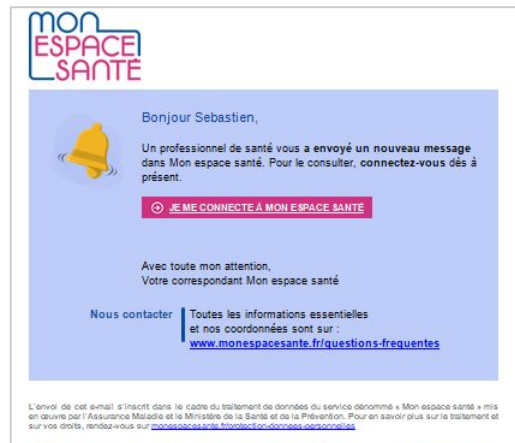 MON
ESPACE
SANTÉ
Bonjour Sebastien,
Un professionnel de santé vous a envoyé un nouveau message
dans Mon espace santé. Pour le consulter, connectez-vous dès à
présent.
JE ME CONNECTE À MON ESPACE SANTÉ
Avec toute mon attention,
Votre correspondant Mon espace santé
Nous contacter
Toutes les informations essentielles
et nos coordonnées sont sur :
www.monespacesante.fr/questions-frequentes
L'envoi de cet e-mail s'inscrit dans le cadre du traitement de données du service dénommé « Mon espace santé » mis
en œuvre par l'Assurance Maladie et le Ministère de la Santé et de la Prévention. Pour en savoir plus sur le traitement et
sur vos droits, rendez-vous sur monespacesante.fr/protection-donnees-personnelles